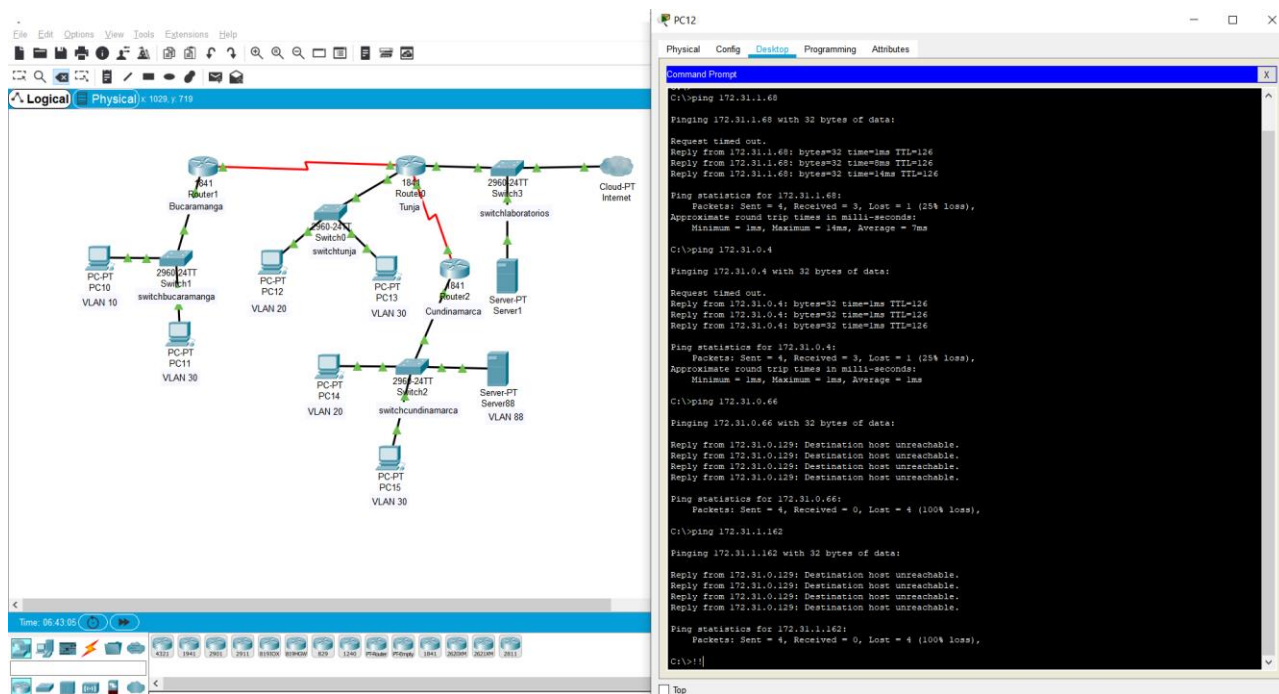 File Edit Options View Tools Extensions Help
Logical Physical x: 1029, y: 719
1841
Router1
Bucaramanga
1841
Router0
Tunja
2960-24TT
Switch3
switchlaboratorios
Cloud-PT
Internet
2960-24TT
Switch0
switchtunja
PC-PT
PC10
VLAN 10
2960-24TT
Switch1
switchbucaramanga
PC-PT
PC12
VLAN 20
PC-PT
PC13
VLAN 30
1841
Router2
Cundinamarca
Server-PT
Server1
PC-PT
PC11
VLAN 30
PC-PT
PC14
VLAN 20
2960-24TT
Switch2
switchcundinamarca
Server-PT
Server88
VLAN 88
PC-PT
PC15
VLAN 30
Time: 06:43:05
4321 1941 2901 2911 819IOX 819HGW 829 1240 PT-Router PT-Empty 1841 2620XM 2621XM 2811
PC12
Physical Config Desktop Programming Attributes
Command Prompt X
C:\>ping 172.31.1.68
Pinging 172.31.1.68 with 32 bytes of data:
Request timed out.
Reply from 172.31.1.68: bytes=32 time=1ms TTL=126
Reply from 172.31.1.68: bytes=32 time=8ms TTL=126
Reply from 172.31.1.68: bytes=32 time=14ms TTL=126
Ping statistics for 172.31.1.68:
Packets: Sent = 4, Received = 3, Lost = 1 (25% loss),
Approximate round trip times in milli-seconds:
Minimum = 1ms, Maximum = 14ms, Average = 7ms
C:\>ping 172.31.0.4
Pinging 172.31.0.4 with 32 bytes of data:
Request timed out.
Reply from 172.31.0.4: bytes=32 time=1ms TTL=126
Reply from 172.31.0.4: bytes=32 time=1ms TTL=126
Reply from 172.31.0.4: bytes=32 time=1ms TTL=126
Ping statistics for 172.31.0.4:
Packets: Sent = 4, Received = 3, Lost = 1 (25% loss),
Approximate round trip times in milli-seconds:
Minimum = 1ms, Maximum = 1ms, Average = 1ms
C:\>ping 172.31.0.66
Pinging 172.31.0.66 with 32 bytes of data:
Reply from 172.31.0.129: Destination host unreachable.
Reply from 172.31.0.129: Destination host unreachable.
Reply from 172.31.0.129: Destination host unreachable.
Reply from 172.31.0.129: Destination host unreachable.
Ping statistics for 172.31.0.66:
Packets: Sent = 4, Received = 0, Lost = 4 (100% loss),
C:\>ping 172.31.1.162
Pinging 172.31.1.162 with 32 bytes of data:
Reply from 172.31.0.129: Destination host unreachable.
Reply from 172.31.0.129: Destination host unreachable.
Reply from 172.31.0.129: Destination host unreachable.
Reply from 172.31.0.129: Destination host unreachable.
Ping statistics for 172.31.1.162:
Packets: Sent = 4, Received = 0, Lost = 4 (100% loss),
C:\>!!
Top